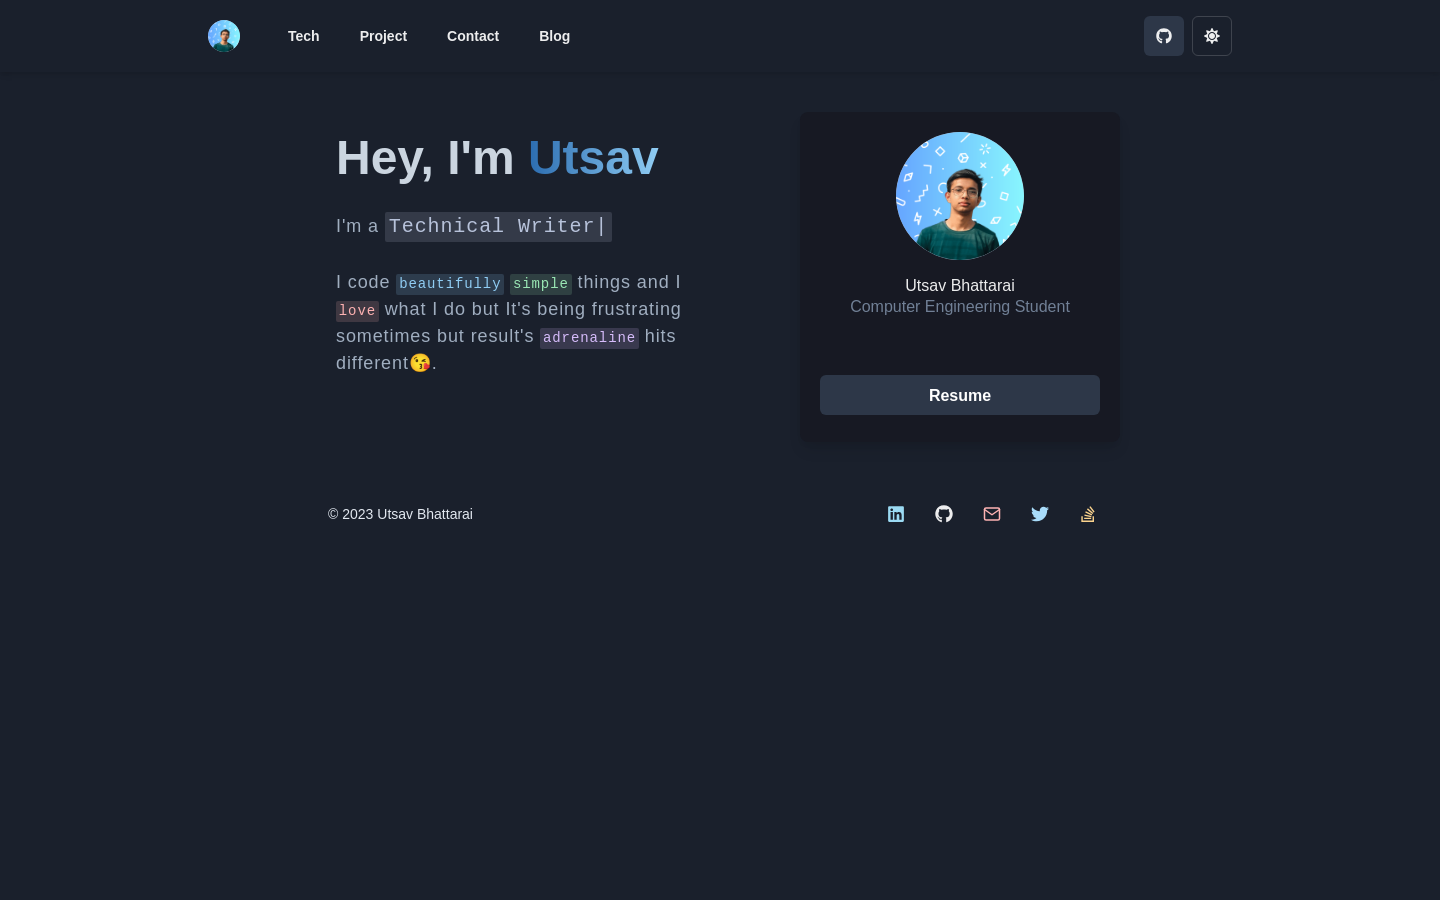 Tech Project Contact Blog
Hey, I'm Utsav
I'm a Technical Writer|
I code beautifully simple things and I
love what I do but It's being frustrating
sometimes but result's adrenaline hits
different😘.
Utsav Bhattarai
Computer Engineering Student
Resume
© 2023 Utsav Bhattarai